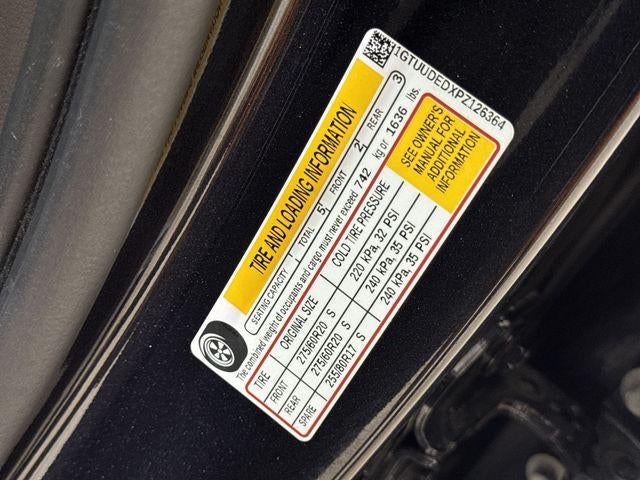 1GTUUDEDXPZ126364
TIRE AND LOADING INFORMATION
SEATING CAPACITY TOTAL 5 FRONT 2 REAR 3
The combined weight of occupants and cargo must never exceed 742 kg or 1636 lbs.
TIRE ORIGINAL SIZE COLD TIRE PRESSURE
FRONT 275/60R20 S 220 kPa, 32 PSI
REAR 275/60R20 S 240 kPa, 35 PSI
SPARE 255/80R17 S 240 kPa, 35 PSI
SEE OWNER'S
MANUAL FOR
ADDITIONAL
INFORMATION